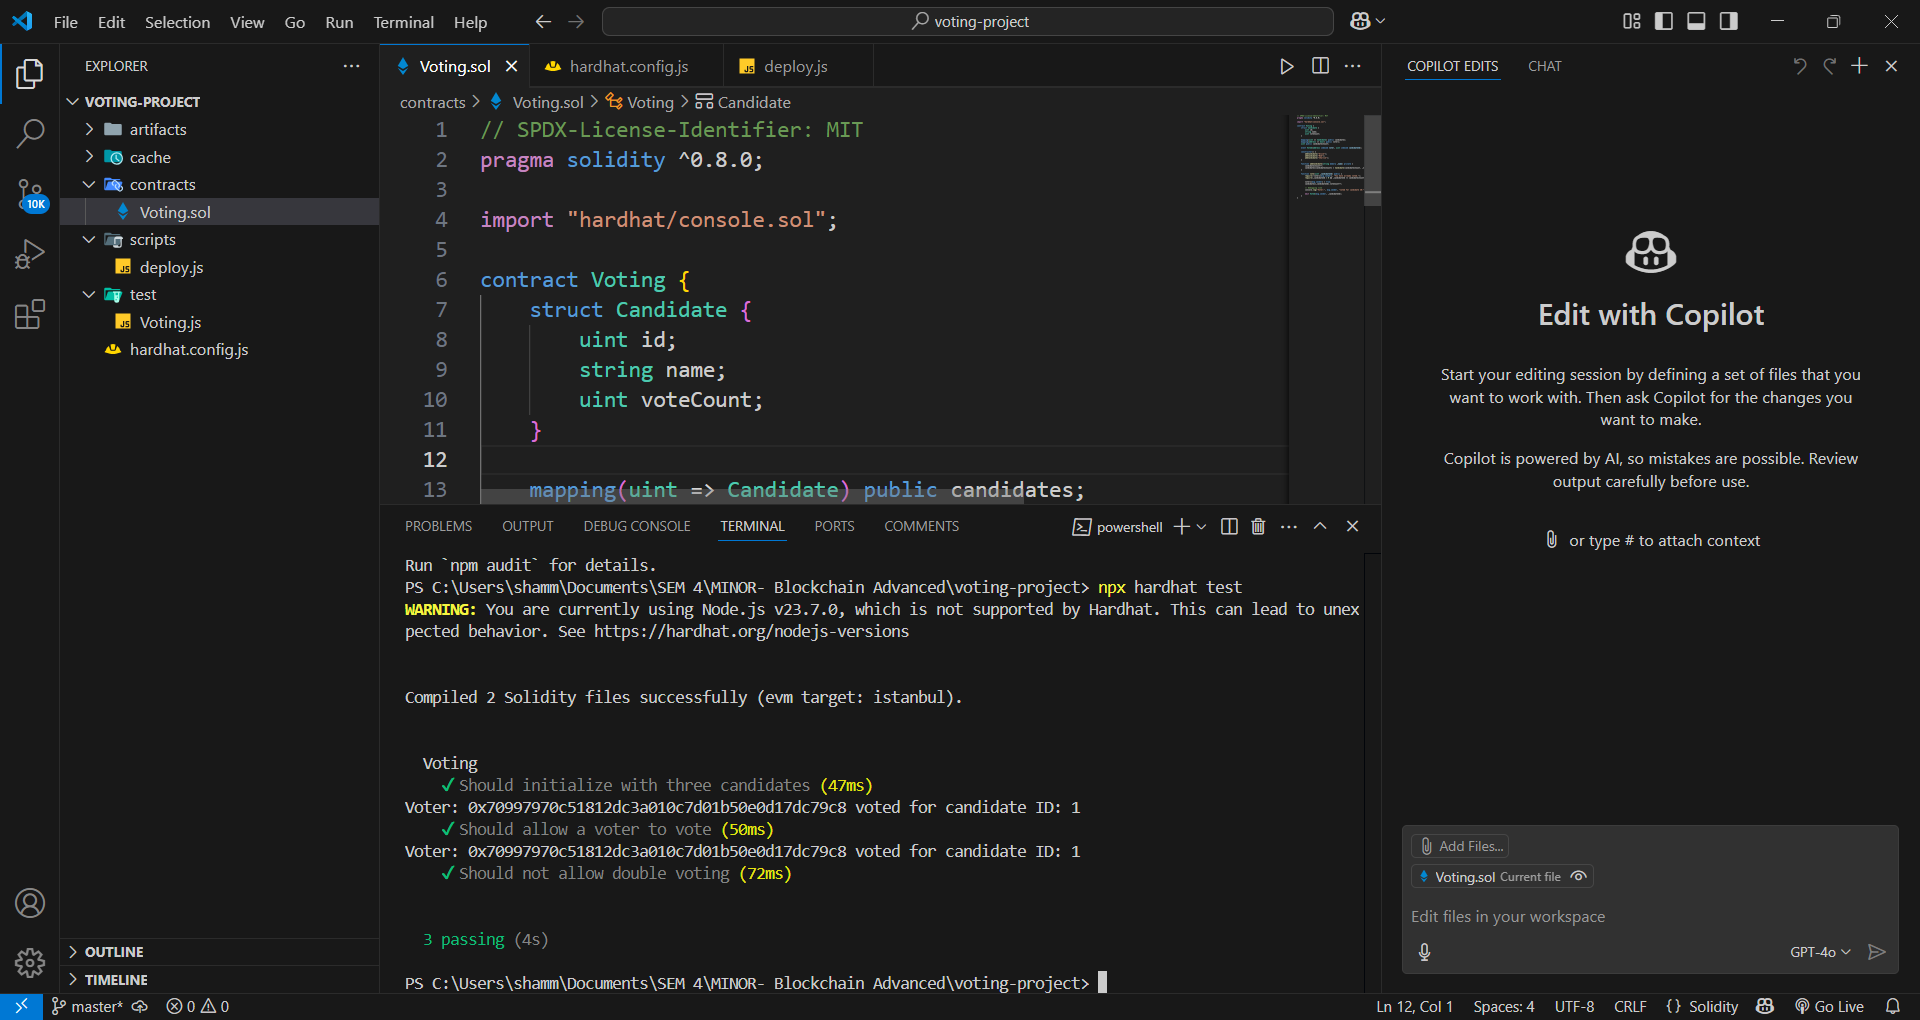 File Edit Selection View Go Run Terminal Help
voting-project
EXPLORER
VOTING-PROJECT
artifacts
cache
contracts
Voting.sol
scripts
deploy.js
test
Voting.js
hardhat.config.js
10K
OUTLINE
TIMELINE
Voting.sol hardhat.config.js deploy.js
contracts > Voting.sol > Voting > Candidate
1 // SPDX-License-Identifier: MIT
2 pragma solidity ^0.8.0;
3
4 import "hardhat/console.sol";
5
6 contract Voting {
7 struct Candidate {
8 uint id;
9 string name;
10 uint voteCount;
11 }
12
13 mapping(uint => Candidate) public candidates;
PROBLEMS OUTPUT DEBUG CONSOLE TERMINAL PORTS COMMENTS
powershell
Run `npm audit` for details.
PS C:\Users\shamm\Documents\SEM 4\MINOR- Blockchain Advanced\voting-project> npx hardhat test
WARNING: You are currently using Node.js v23.7.0, which is not supported by Hardhat. This can lead to unex
pected behavior. See https://hardhat.org/nodejs-versions
Compiled 2 Solidity files successfully (evm target: istanbul).
Voting
✓ Should initialize with three candidates (47ms)
Voter: 0x70997970c51812dc3a010c7d01b50e0d17dc79c8 voted for candidate ID: 1
✓ Should allow a voter to vote (50ms)
Voter: 0x70997970c51812dc3a010c7d01b50e0d17dc79c8 voted for candidate ID: 1
✓ Should not allow double voting (72ms)
3 passing (4s)
PS C:\Users\shamm\Documents\SEM 4\MINOR- Blockchain Advanced\voting-project>
COPILOT EDITS CHAT
Edit with Copilot
Start your editing session by defining a set of files that you
want to work with. Then ask Copilot for the changes you
want to make.
Copilot is powered by AI, so mistakes are possible. Review
output carefully before use.
or type # to attach context
Add Files...
Voting.sol Current file
Edit files in your workspace
GPT-4o
master* 0 0
Ln 12, Col 1 Spaces: 4 UTF-8 CRLF {} Solidity Go Live